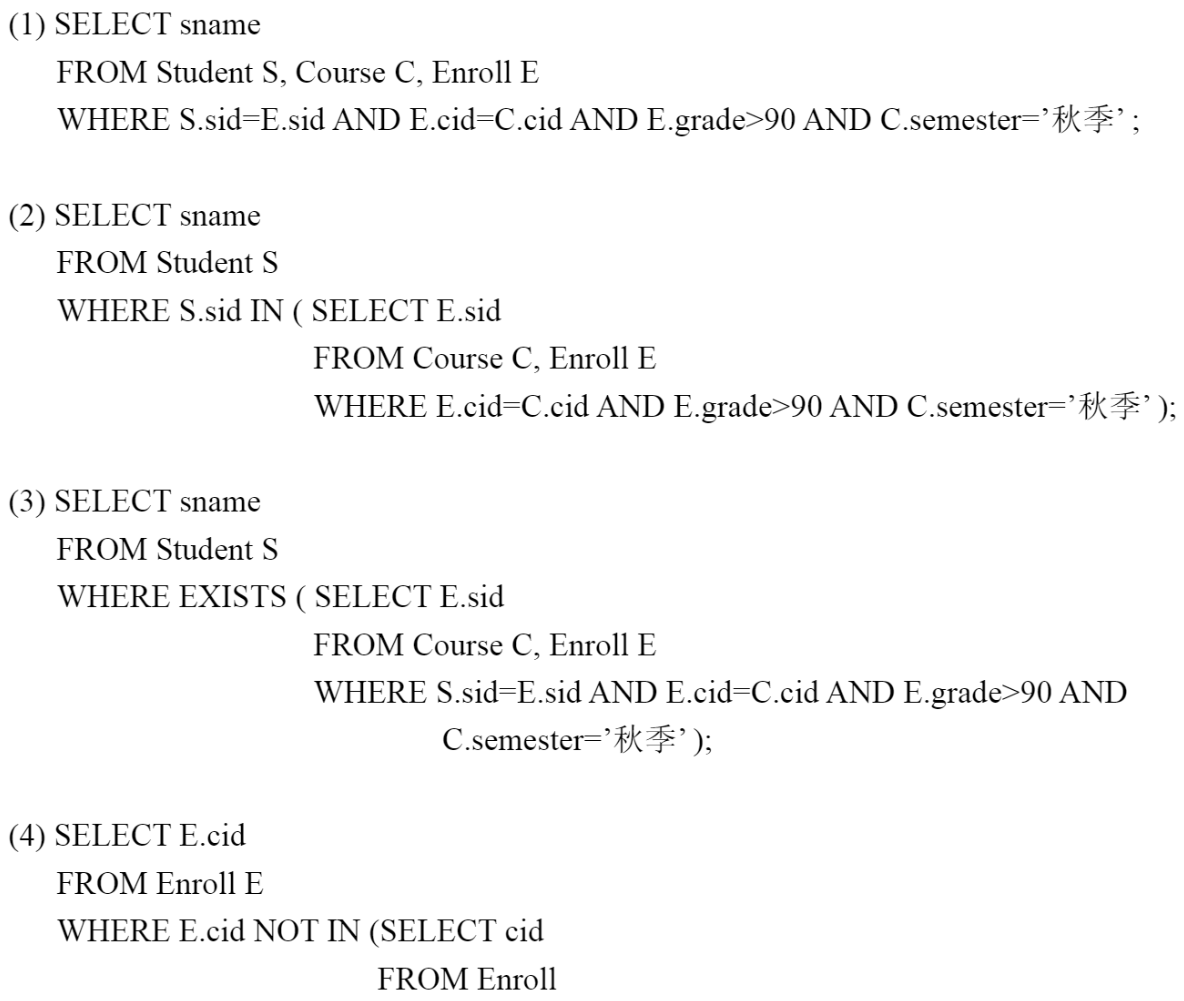 (1) SELECT sname
FROM Student S, Course C, Enroll E
WHERE S.sid=E.sid AND E.cid=C.cid AND E.grade>90 AND C.semester=’秋季’ ;
(2) SELECT sname
FROM Student S
WHERE S.sid IN ( SELECT E.sid
FROM Course C, Enroll E
WHERE E.cid=C.cid AND E.grade>90 AND C.semester=’秋季’ );
(3) SELECT sname
FROM Student S
WHERE EXISTS ( SELECT E.sid
FROM Course C, Enroll E
WHERE S.sid=E.sid AND E.cid=C.cid AND E.grade>90 AND
C.semester=’秋季’ );
(4) SELECT E.cid
FROM Enroll E
WHERE E.cid NOT IN (SELECT cid
FROM Enroll